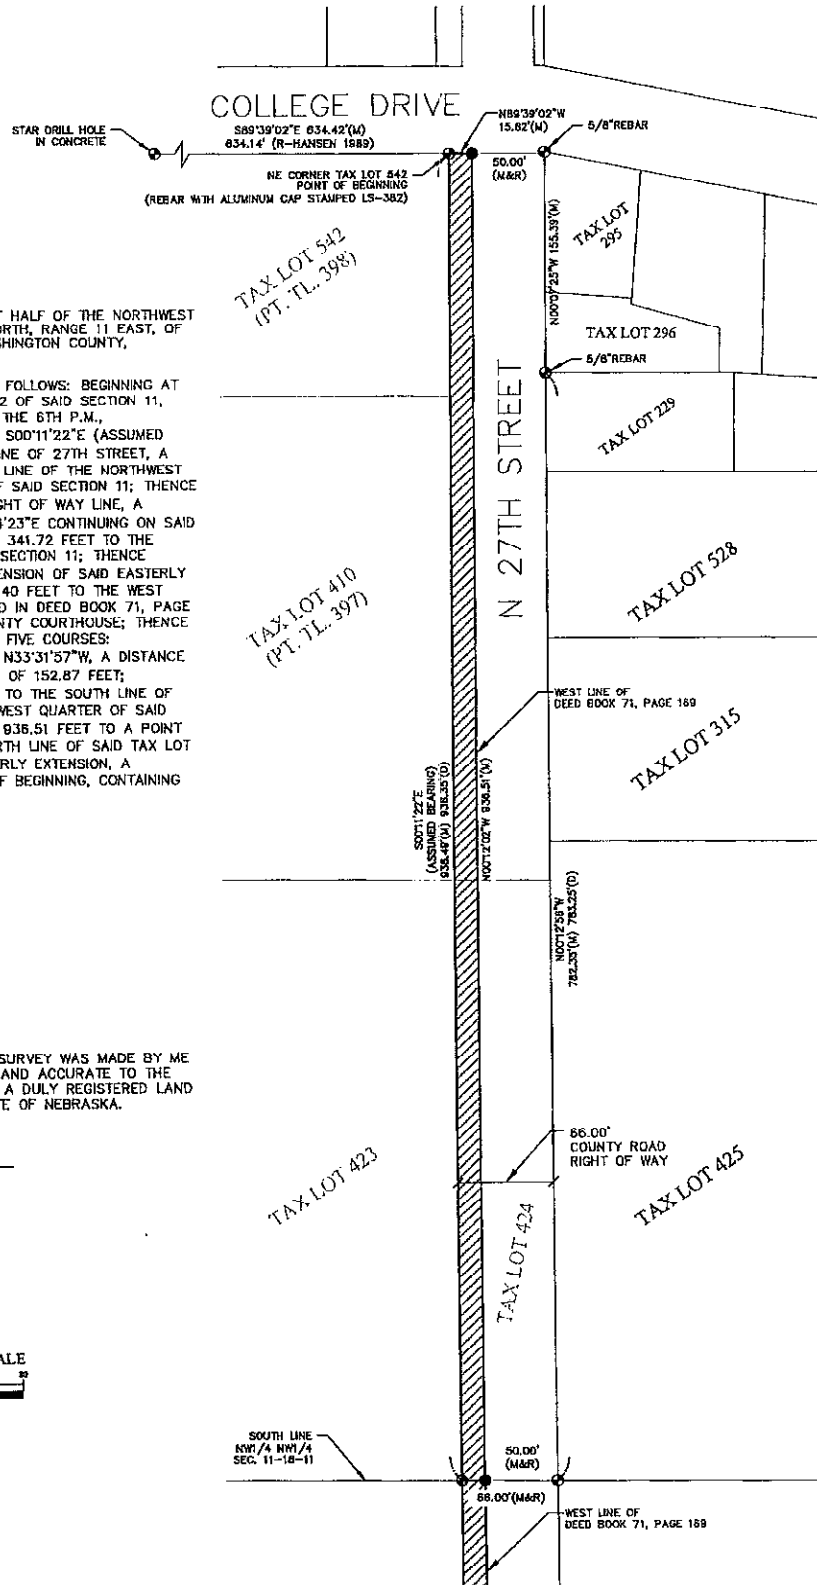 COLLEGE DRIVE
STAR DRILL HOLE
IN CONCRETE
S89°39'02"E 634.42'(M)
634.14' (R-HANSEN 1989)
N89°39'02"W
15.62'(M)
5/8"REBAR
50.00'
(M&R)
NE CORNER TAX LOT 542
POINT OF BEGINNING
(REBAR WITH ALUMINUM CAP STAMPED LS-382)
TAX LOT 542
(PT. TL. 398)
TAX LOT
295
N00°07'25"W 155.39'(M)
TAX LOT 296
5/8"REBAR
TAX LOT 229
N 27TH STREET
T HALF OF THE NORTHWEST
ORTH, RANGE 11 EAST, OF
SHINGTON COUNTY,
FOLLOWS: BEGINNING AT
2 OF SAID SECTION 11,
THE 6TH P.M.,
S00°11'22"E (ASSUMED
NE OF 27TH STREET, A
LINE OF THE NORTHWEST
F SAID SECTION 11; THENCE
GHT OF WAY LINE, A
'23"E CONTINUING ON SAID
341.72 FEET TO THE
SECTION 11; THENCE
ENSION OF SAID EASTERLY
40 FEET TO THE WEST
D IN DEED BOOK 71, PAGE
NTY COURTHOUSE; THENCE
FIVE COURSES:
N33°31'57"W, A DISTANCE
OF 152.87 FEET;
TO THE SOUTH LINE OF
WEST QUARTER OF SAID
936.51 FEET TO A POINT
RTH LINE OF SAID TAX LOT
RLY EXTENSION, A
F BEGINNING, CONTAINING
TAX LOT 528
TAX LOT 410
(PT. TL. 397)
WEST LINE OF
DEED BOOK 71, PAGE 189
TAX LOT 315
S00°11'22"E
(ASSUMED BEARING)
936.49'(M) 936.35'(D)
N00°12'02"W 936.51'(M)
N00°12'58"W
782.35'(M) 783.25'(D)
SURVEY WAS MADE BY ME
AND ACCURATE TO THE
A DULY REGISTERED LAND
TE OF NEBRASKA.
66.00'
COUNTY ROAD
RIGHT OF WAY
TAX LOT 423
TAX LOT 424
TAX LOT 425
ALE
SOUTH LINE
NW1/4 NW1/4
SEC. 11-18-11
50.00'
(M&R)
66.00'(M&R)
WEST LINE OF
DEED BOOK 71, PAGE 189